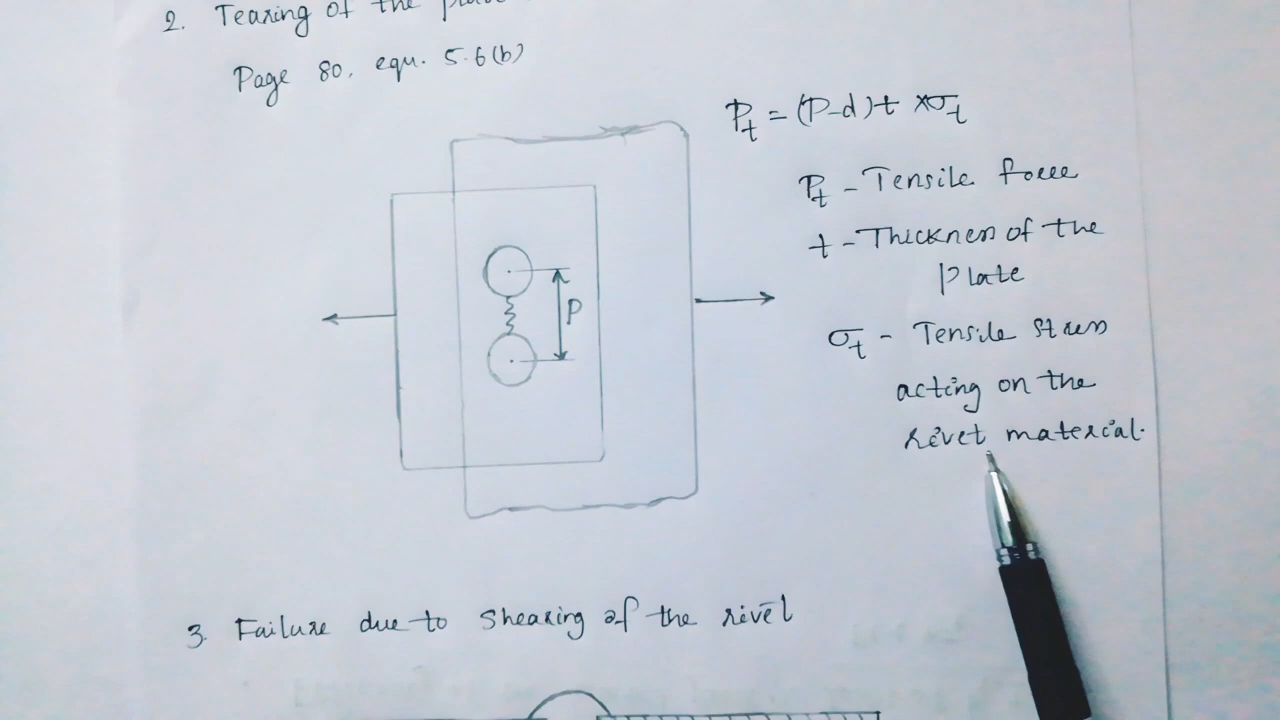 2. Tearing of the
Page 80, equ. 5.6(b)
Pt = (P-d)t ×σt
Pt - Tensile force
t - Thickness of the
plate
σt - Tensile stress
acting on the
rivet material.
P
3. Failure due to shearing of the rivet